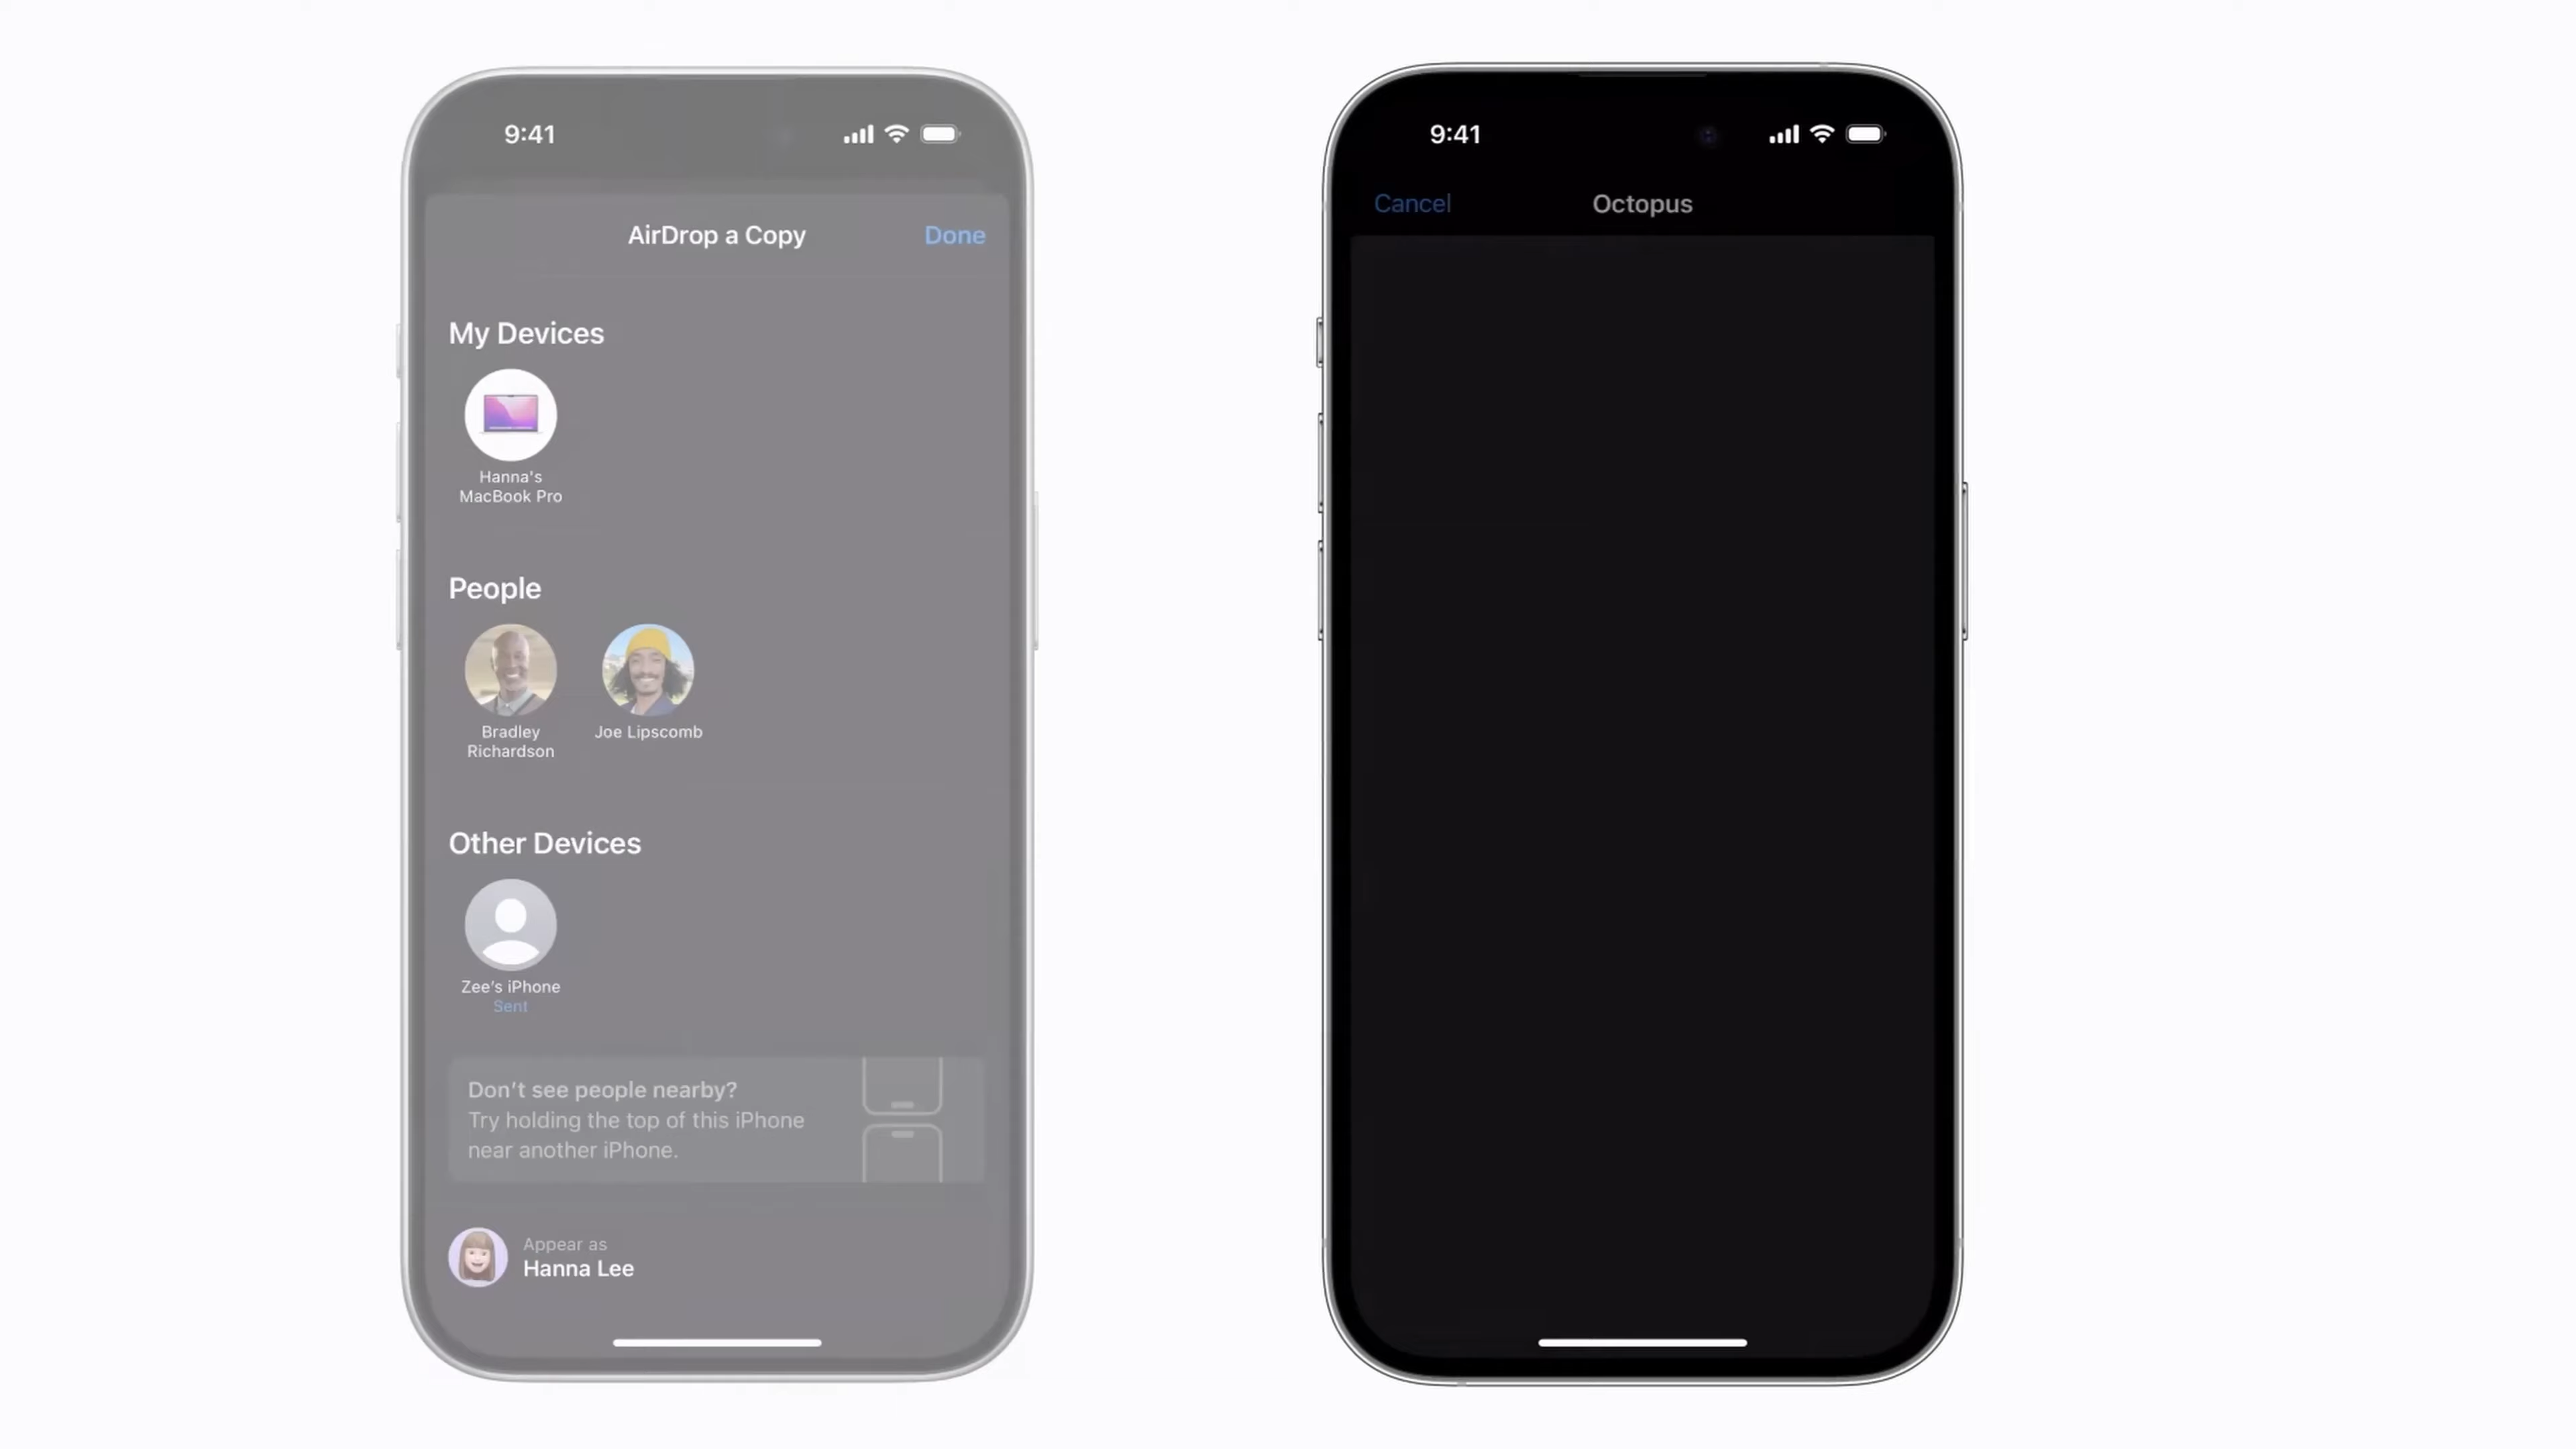 9:41
AirDrop a Copy
Done
My Devices
Hanna's
MacBook Pro
People
Bradley
Richardson
Joe Lipscomb
Other Devices
Zee’s iPhone
Sent
Don’t see people nearby?
Try holding the top of this iPhone
near another iPhone.
Appear as
Hanna Lee
9:41
Cancel
Octopus